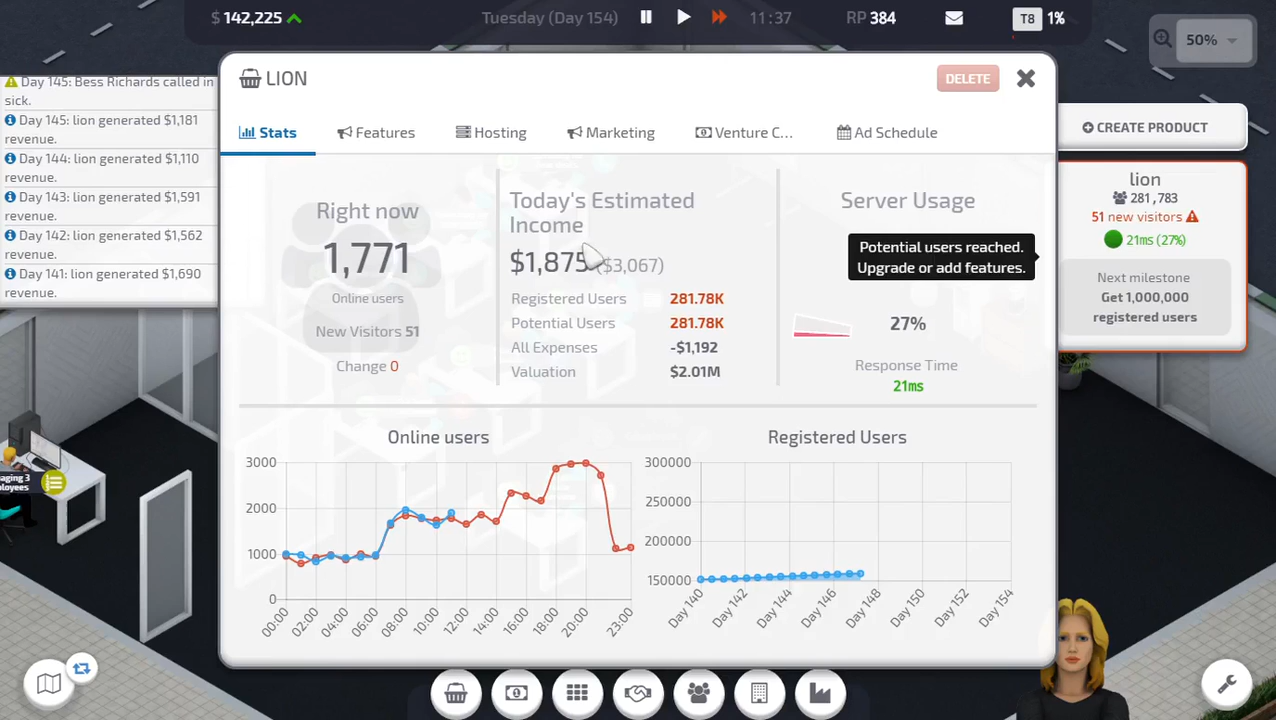 $ 142,225
Tuesday (Day 154)
11:37
RP 384
T8 1%
50%
Day 145: Bess Richards called in
sick.
Day 145: lion generated $1,181
revenue.
Day 144: lion generated $1,110
revenue.
Day 143: lion generated $1,591
revenue.
Day 142: lion generated $1,562
revenue.
Day 141: lion generated $1,690
revenue.
LION
DELETE
Stats
Features
Hosting
Marketing
Venture C...
Ad Schedule
Right now
1,771
Online users
New Visitors 51
Change 0
Today's Estimated
Income
$1,875 ($3,067)
Registered Users 281.78K
Potential Users 281.78K
All Expenses -$1,192
Valuation $2.01M
Server Usage
27%
Response Time
21ms
Potential users reached.
Upgrade or add features.
CREATE PRODUCT
lion
281,783
51 new visitors
21ms (27%)
Next milestone
Get 1,000,000
registered users
Online users
3000
2000
1000
0
00:00
02:00
04:00
06:00
08:00
10:00
12:00
14:00
16:00
18:00
20:00
23:00
Registered Users
300000
250000
200000
150000
Day 140
Day 142
Day 144
Day 146
Day 148
Day 150
Day 152
Day 154
aging 3
ployees